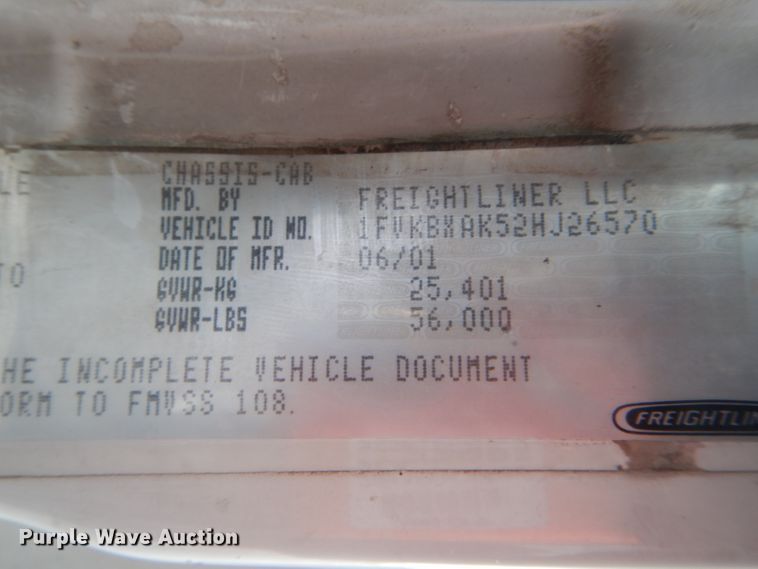 CHASSIS-CAB
LE MFD. BY FREIGHTLINER LLC
VEHICLE ID NO. 1FVKBXAK52HJ26570
DATE OF MFR. 06/01
TO GVWR-KG 25,401
GVWR-LBS 56,000
HE INCOMPLETE VEHICLE DOCUMENT
ORM TO FMVSS 108.
FREIGHTLIN
Purple Wave Auction